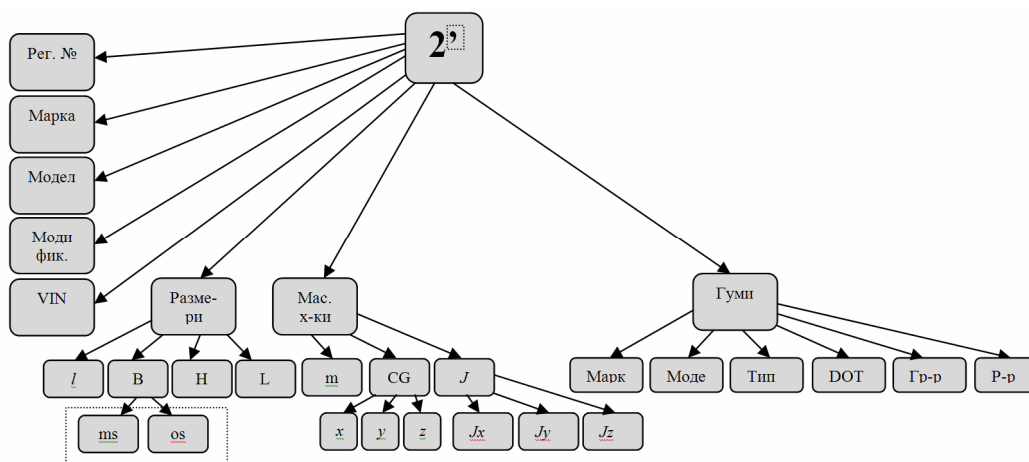 2’
Рег. №
Марка
Модел
Моди
фик.
VIN
Разме-
ри
Мас.
х-ки
Гуми
l
B
H
L
m
CG
J
Марк
Моде
Тип
DOT
Гр-р
Р-р
ms
os
x
y
z
Jx
Jy
Jz